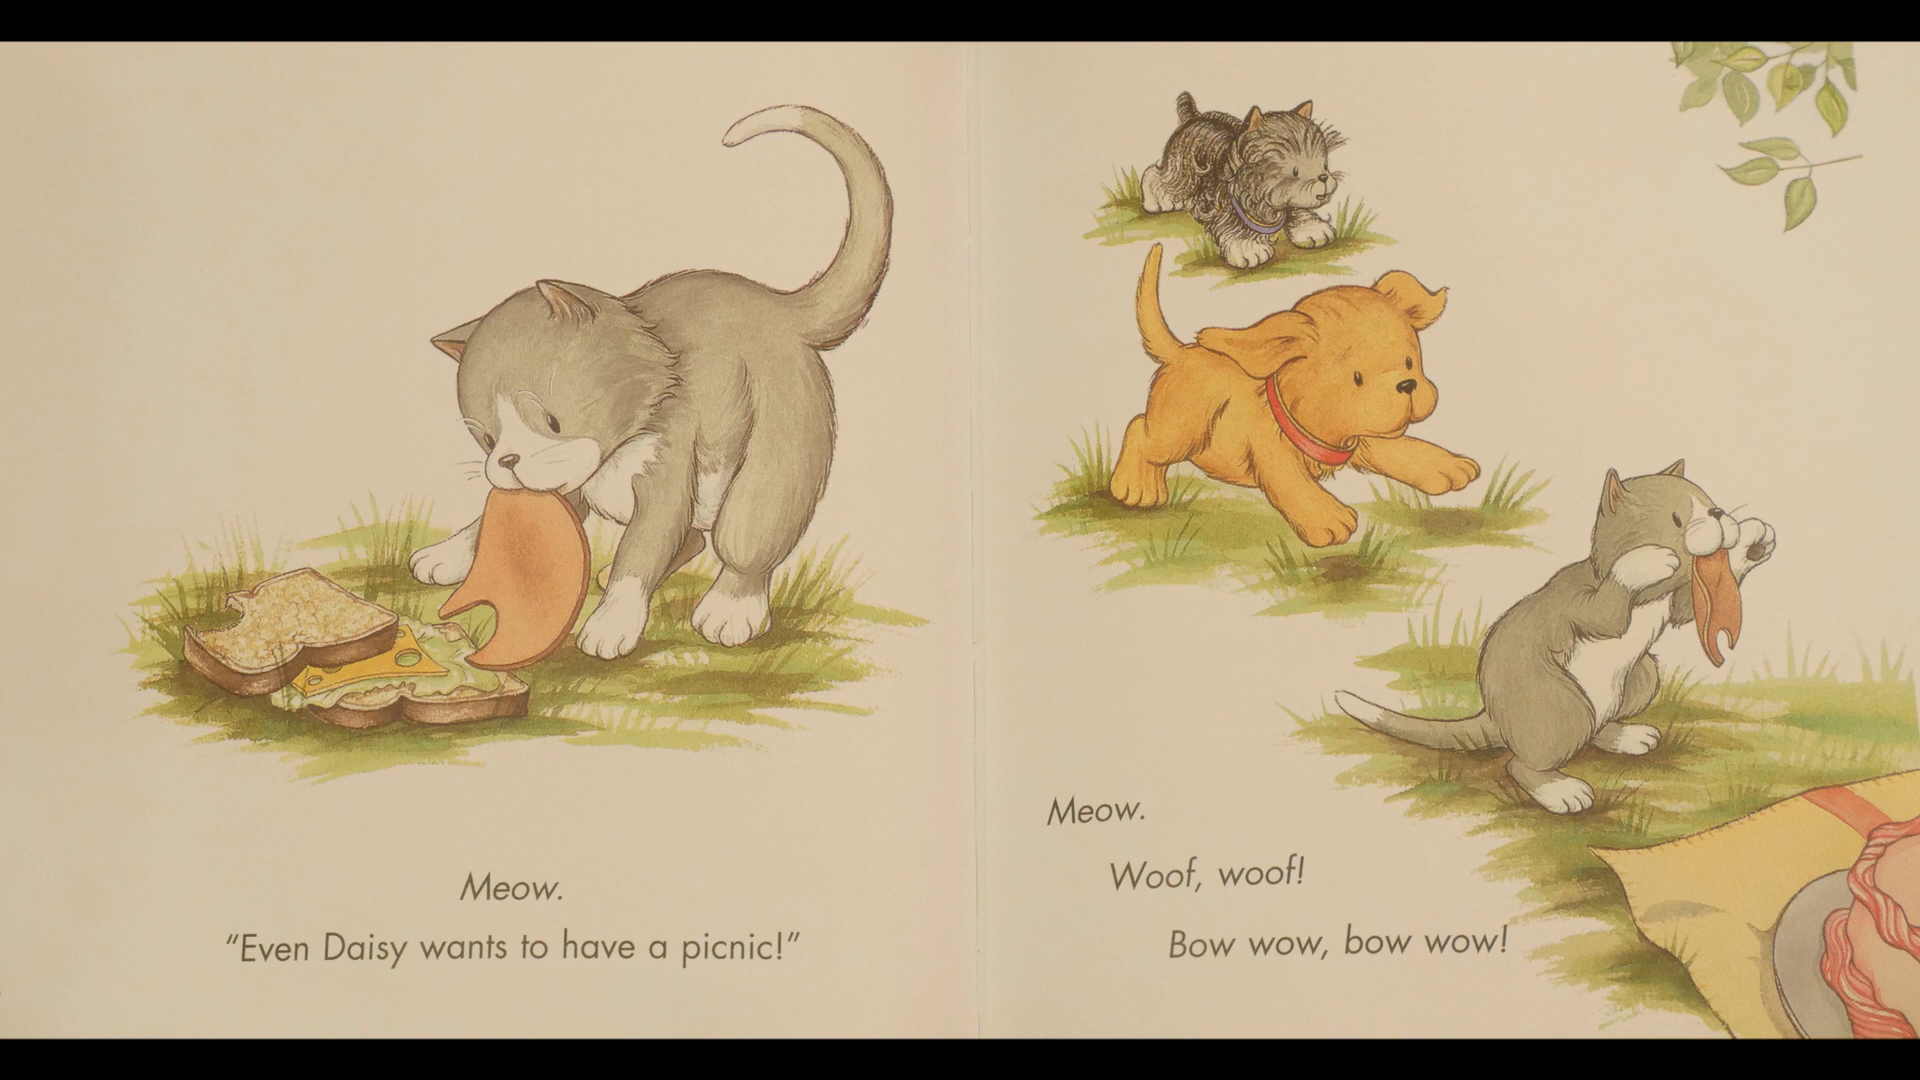 Meow.
“Even Daisy wants to have a picnic!”
Meow.
Woof, woof!
Bow wow, bow wow!